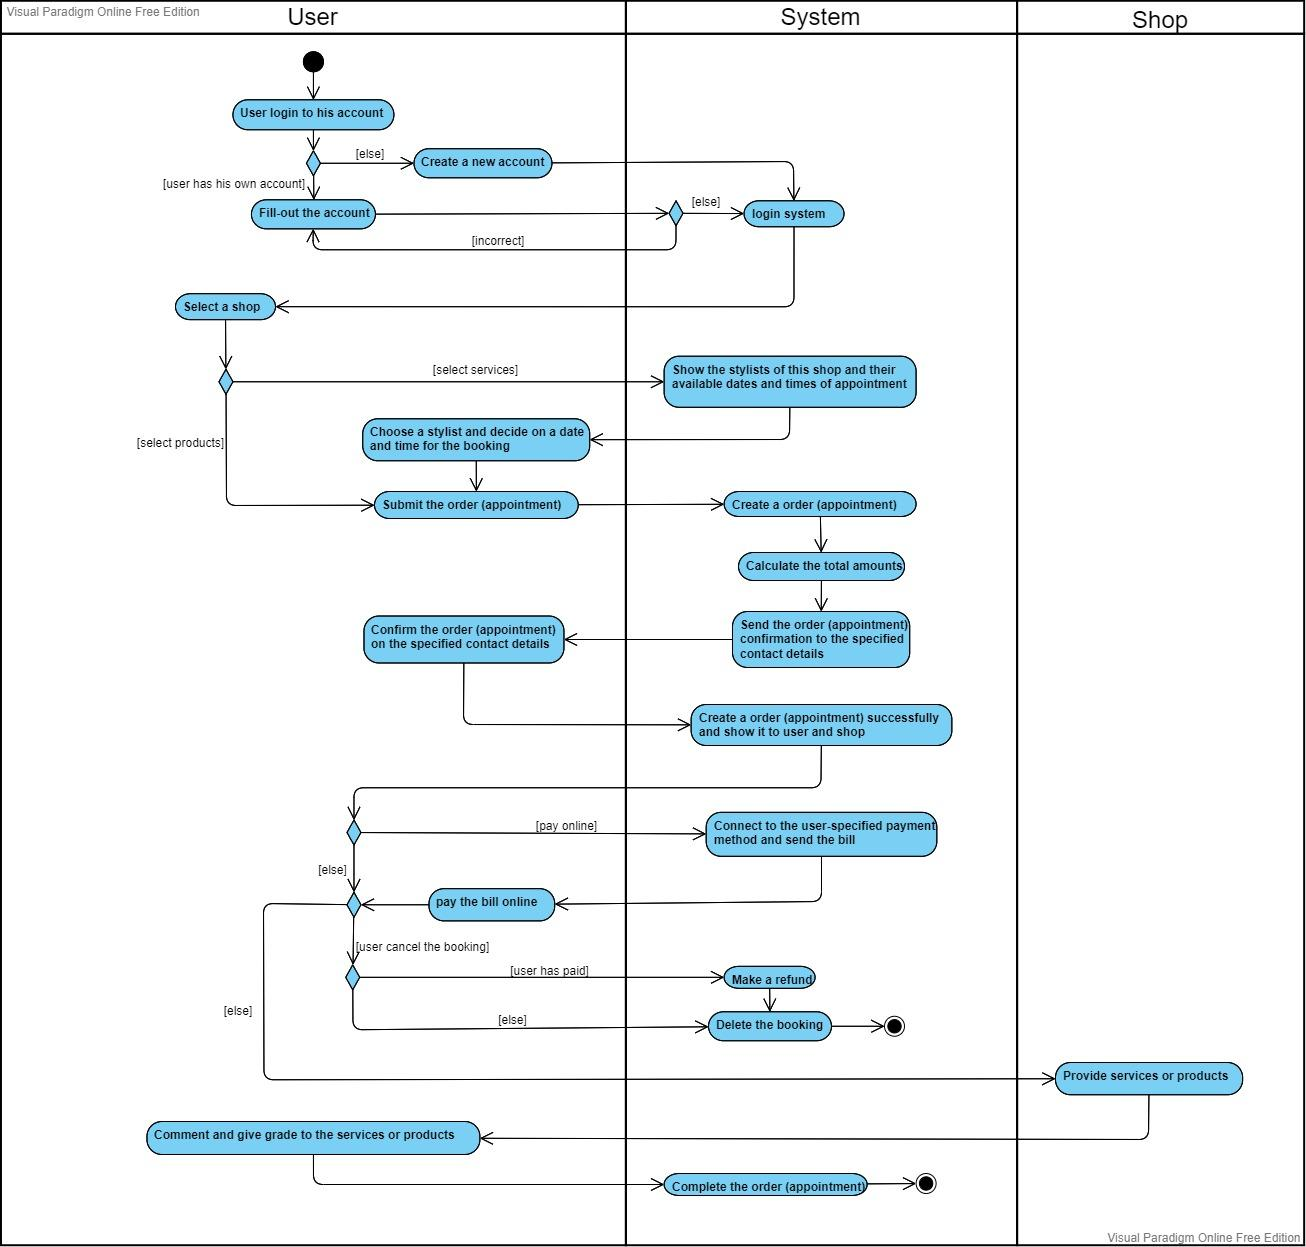 Visual Paradigm Online Free Edition
User
System
Shop
User login to his account
[else]
Create a new account
[user has his own account]
Fill-out the account
[else]
login system
[incorrect]
Select a shop
[select services]
Show the stylists of this shop and their
available dates and times of appointment
Choose a stylist and decide on a date
and time for the booking
[select products]
Submit the order (appointment)
Create a order (appointment)
Calculate the total amounts
Send the order (appointment)
confirmation to the specified
contact details
Confirm the order (appointment)
on the specified contact details
Create a order (appointment) successfully
and show it to user and shop
[pay online]
Connect to the user-specified payment
method and send the bill
[else]
pay the bill online
[user cancel the booking]
[user has paid]
Make a refund
[else]
[else]
Delete the booking
Provide services or products
Comment and give grade to the services or products
Complete the order (appointment)
Visual Paradigm Online Free Edition